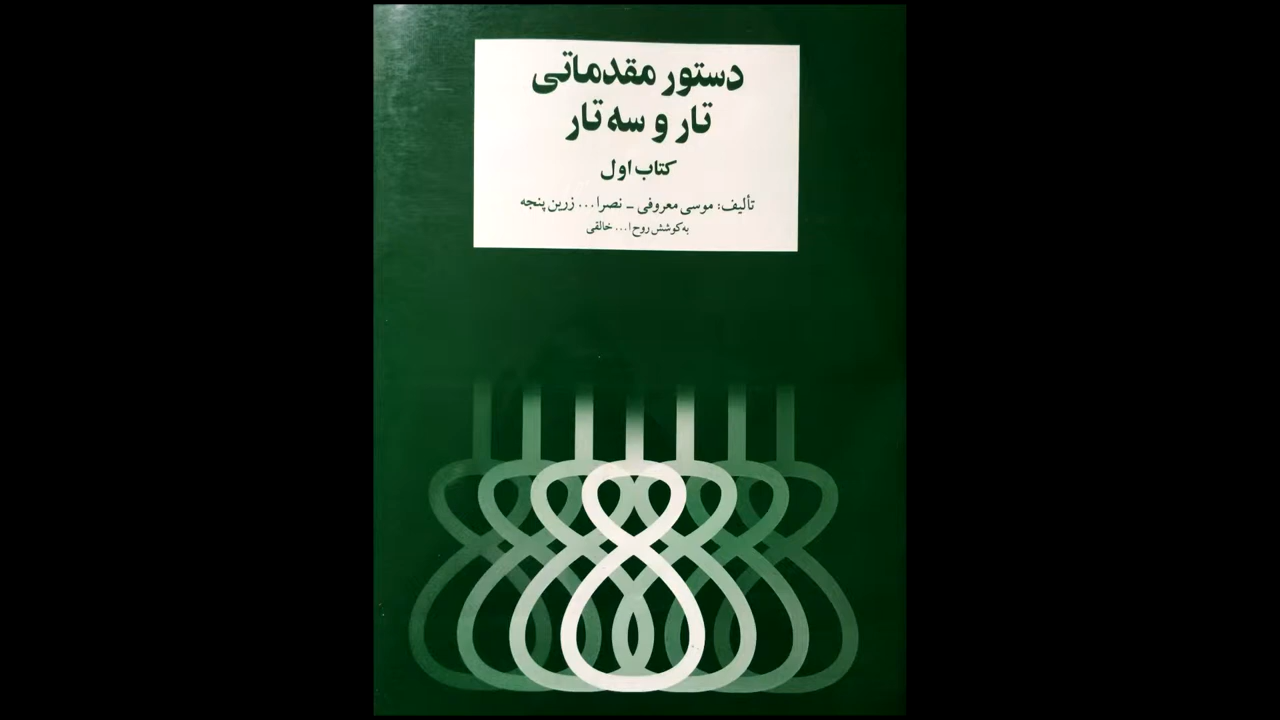 دستور مقدماتی
تار و سه تار
کتاب اول
تألیف: موسی معروفی ـ نصرا... زرین پنجه
به کوشش روح ا... خالقی